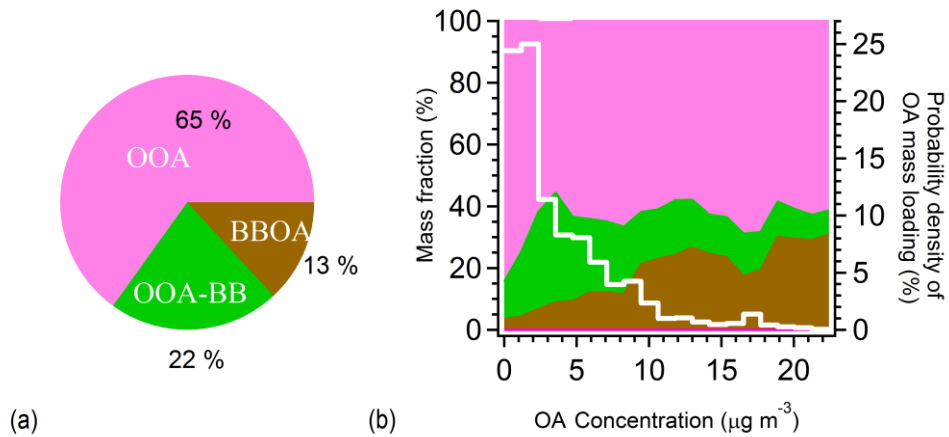 65 %
OOA
BBOA
13 %
OOA-BB
22 %
(a)
100
80
60
40
20
0
Mass fraction (%)
0
5
10
15
20
OA Concentration (μg m⁻³)
25
20
15
10
5
0
Probability density of
OA mass loading (%)
(b)